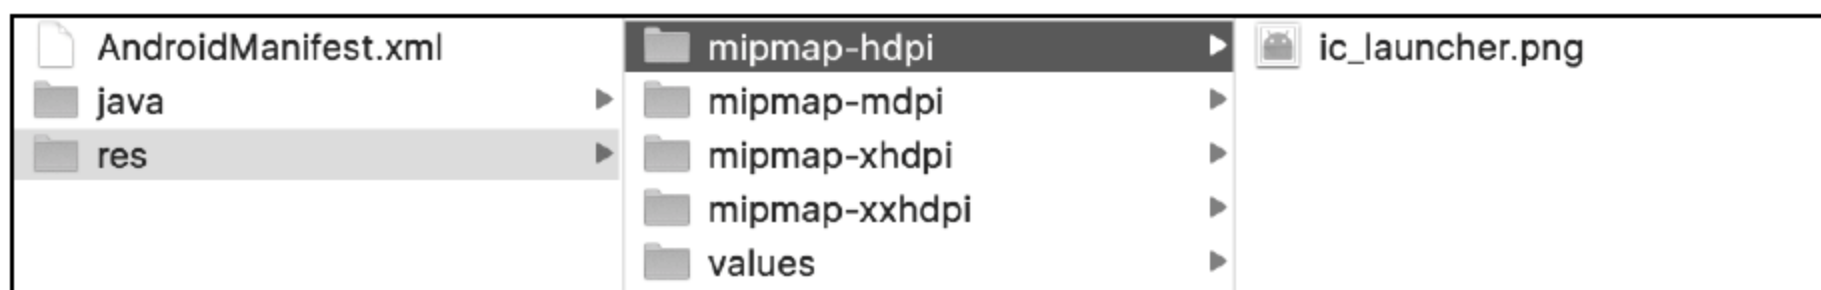 AndroidManifest.xml
java
res
mipmap-hdpi
mipmap-mdpi
mipmap-xhdpi
mipmap-xxhdpi
values
ic_launcher.png